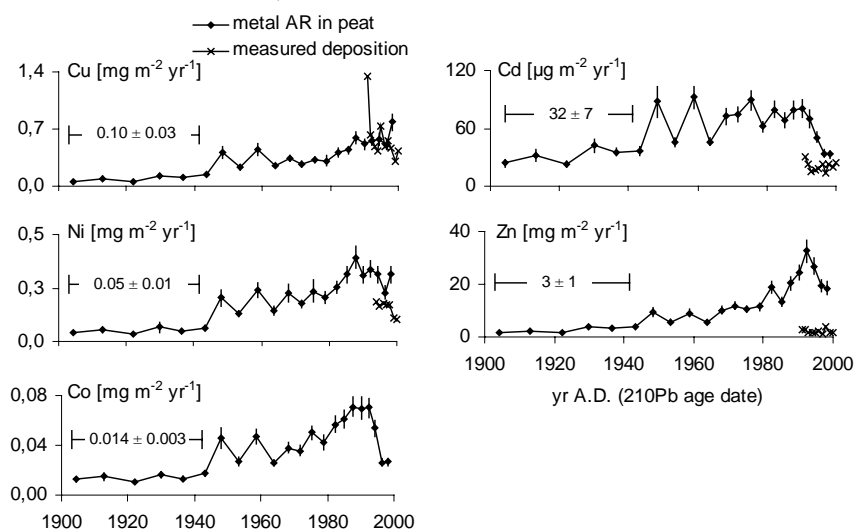 metal AR in peat
measured deposition
Cu [mg m-2 yr-1]
1,4
0,7
0,0
0.10 ± 0.03
Cd [µg m-2 yr-1]
120
60
0
32 ± 7
Ni [mg m-2 yr-1]
0,5
0,3
0,0
0.05 ± 0.01
Zn [mg m-2 yr-1]
40
20
0
3 ± 1
1900 1920 1940 1960 1980 2000
yr A.D. (210Pb age date)
Co [mg m-2 yr-1]
0,08
0,04
0,00
0.014 ± 0.003
1900 1920 1940 1960 1980 2000